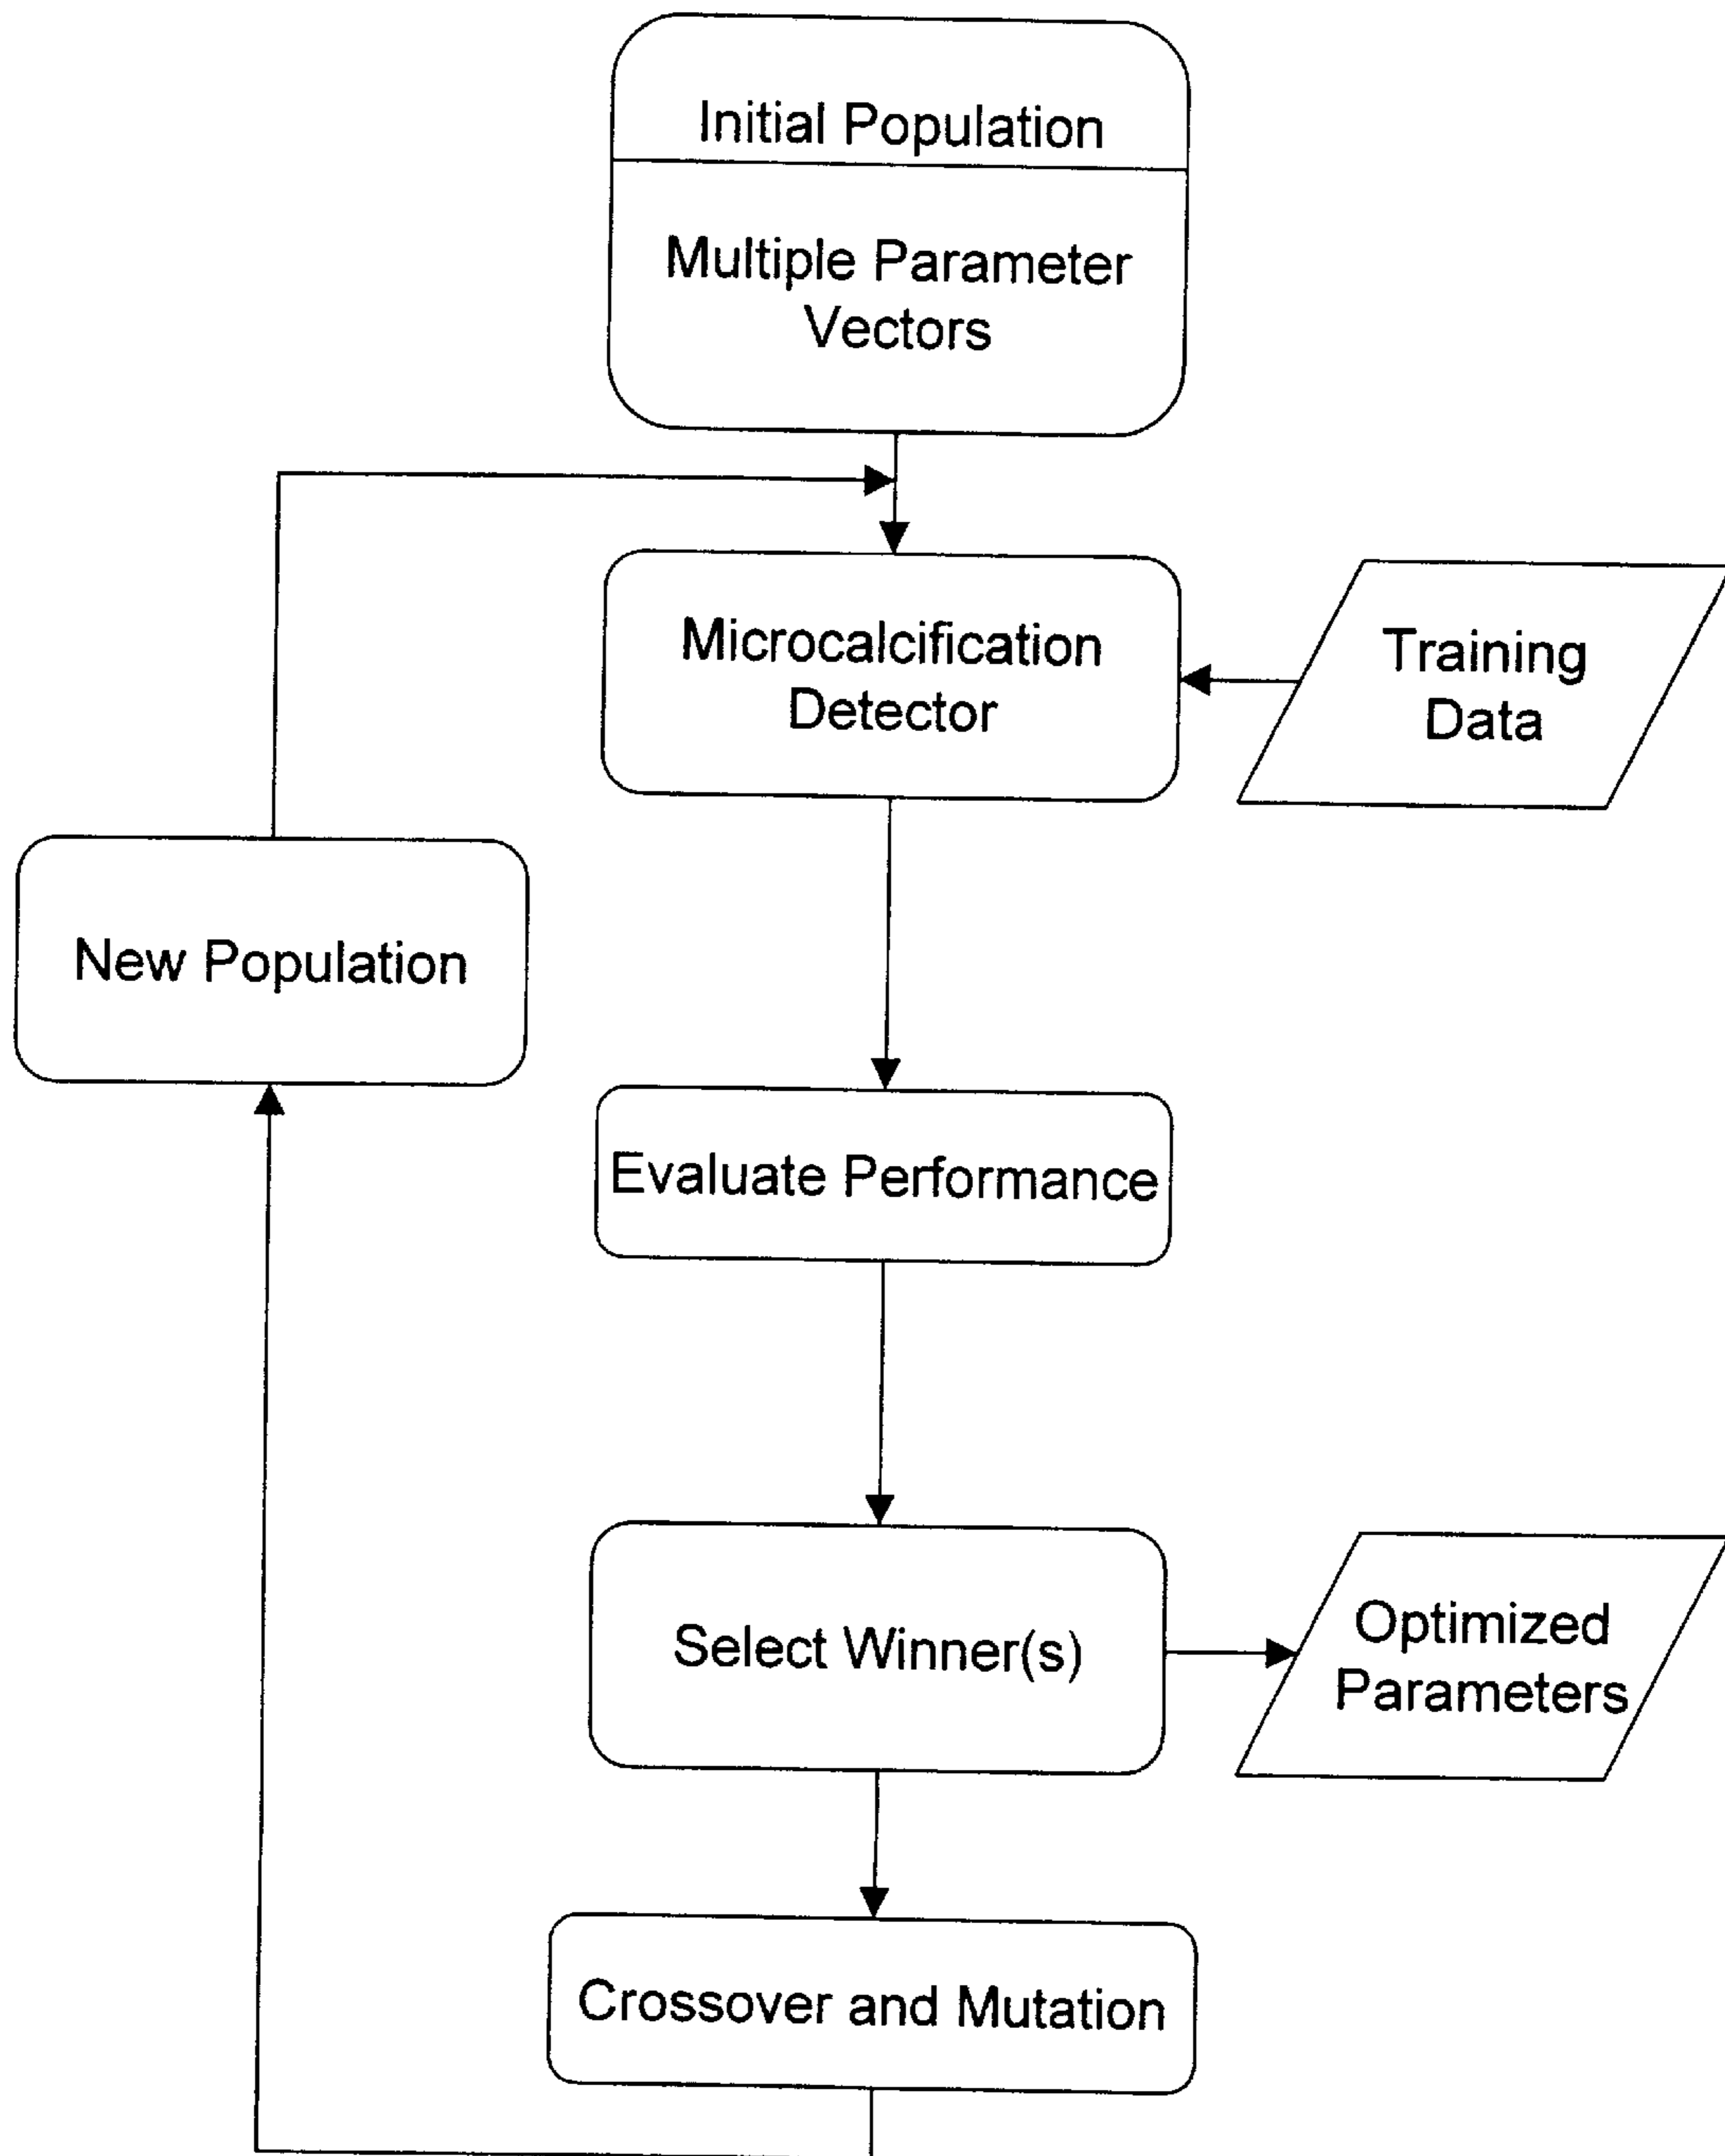 Initial Population
Multiple Parameter
Vectors
Microcalcification
Detector
Training
Data
New Population
Evaluate Performance
Select Winner(s)
Optimized
Parameters
Crossover and Mutation